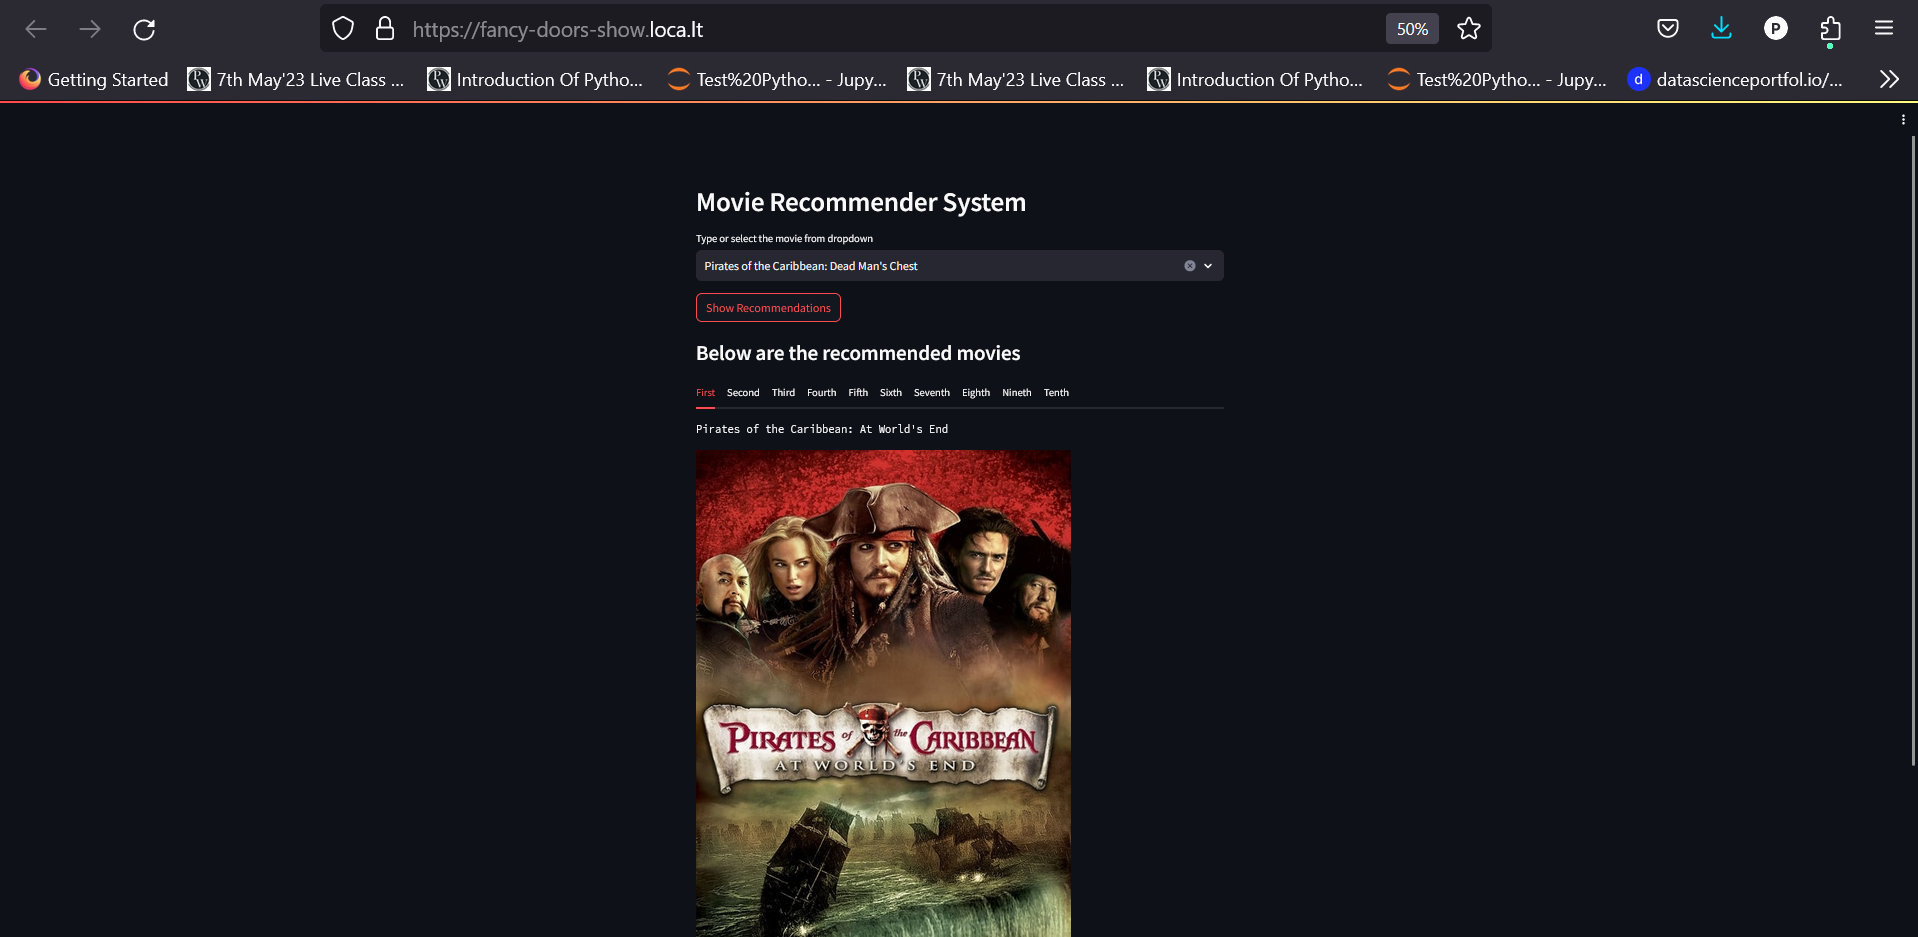 https://fancy-doors-show.loca.lt 50% P
Getting Started PW 7th May'23 Live Class ... PW Introduction Of Pytho... Test%20Pytho... - Jupy... PW 7th May'23 Live Class ... PW Introduction Of Pytho... Test%20Pytho... - Jupy... d datascienceportfol.io/...
Movie Recommender System
Type or select the movie from dropdown
Pirates of the Caribbean: Dead Man's Chest
Show Recommendations
Below are the recommended movies
First Second Third Fourth Fifth Sixth Seventh Eighth Nineth Tenth
Pirates of the Caribbean: At World's End
PIRATES of the CARIBBEAN
AT WORLD'S END